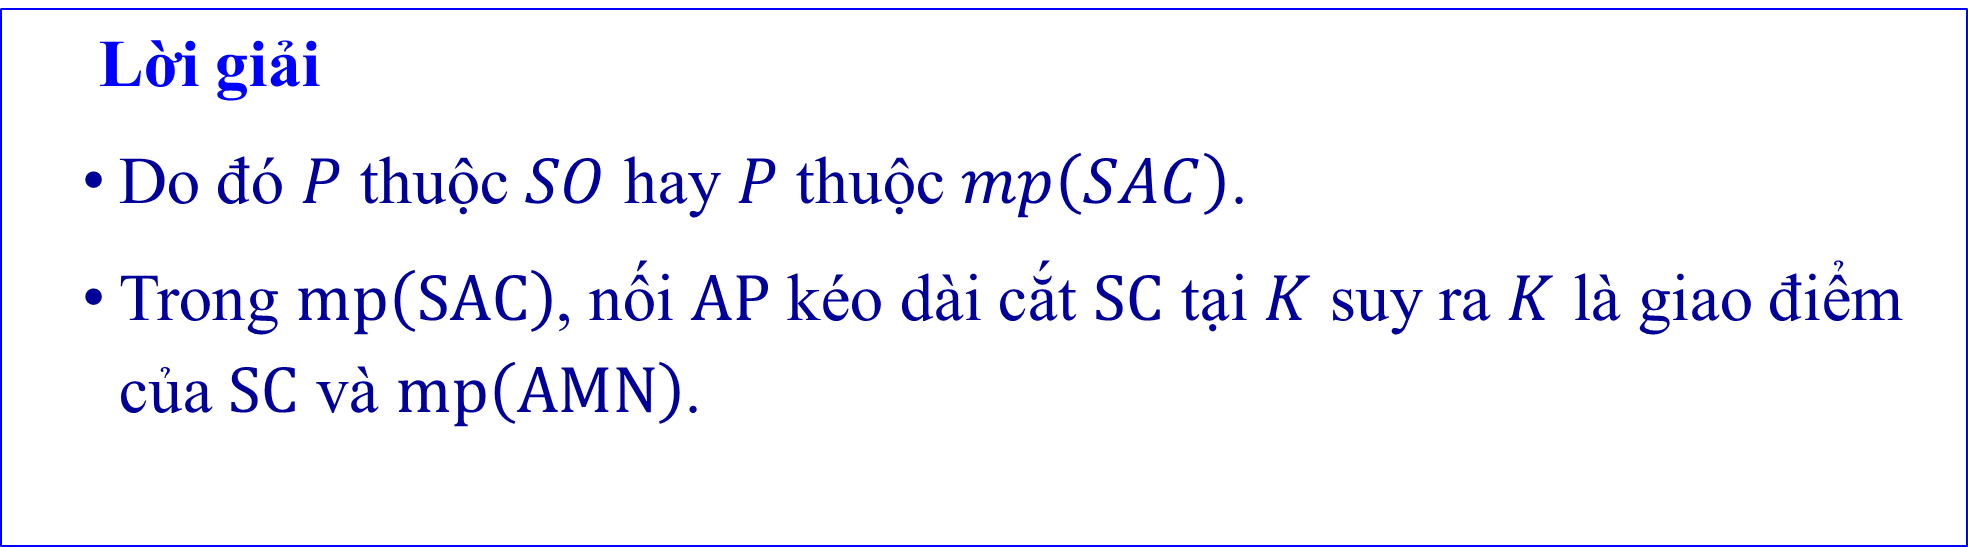 Lời giải
• Do đó 𝑃 thuộc 𝑆𝑂 hay 𝑃 thuộc 𝑚𝑝(𝑆𝐴𝐶).
• Trong mp(SAC), nối AP kéo dài cắt SC tại 𝐾 suy ra 𝐾 là giao điểm
của SC và mp(AMN).